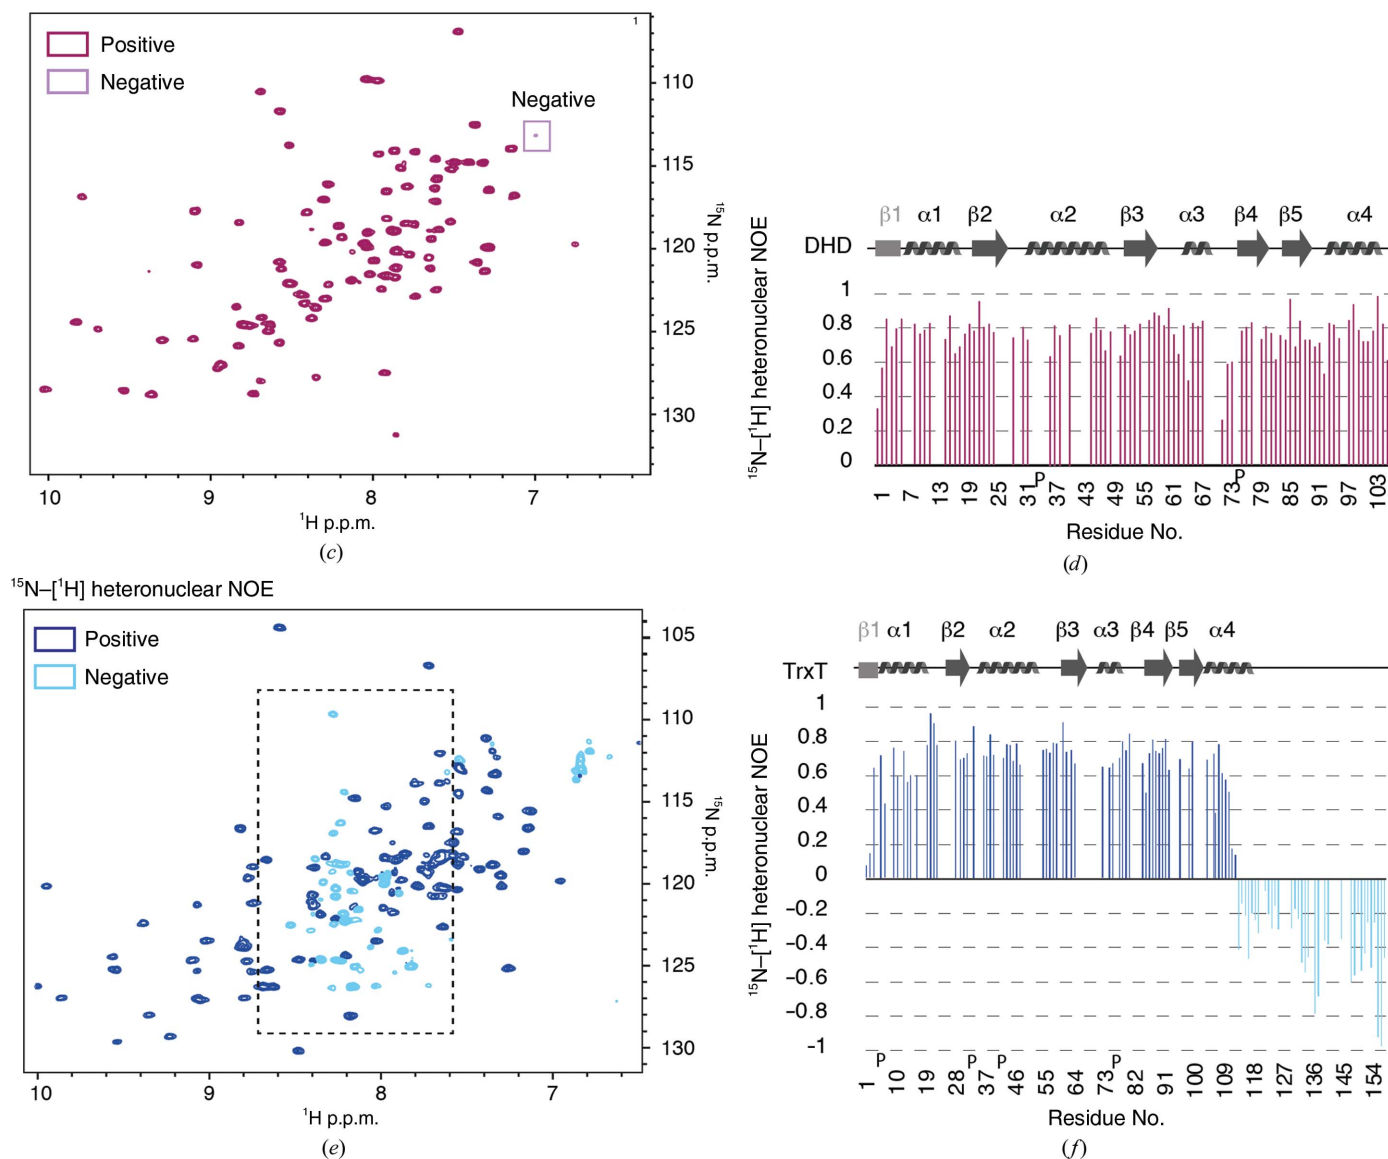 Positive
Negative
Negative
1
110
115
120
125
130
¹⁵N p.p.m.
10 9 8 7
¹H p.p.m.
(c)
β1 α1 β2 α2 β3 α3 β4 β5 α4
DHD
¹⁵N–[¹H] heteronuclear NOE
1
0.8
0.6
0.4
0.2
0
P P
1 7 13 19 25 31 37 43 49 55 61 67 73 79 85 91 97 103
Residue No.
(d)
¹⁵N–[¹H] heteronuclear NOE
Positive
Negative
105
110
115
120
125
130
¹⁵N p.p.m.
10 9 8 7
¹H p.p.m.
(e)
β1 α1 β2 α2 β3 α3 β4 β5 α4
TrxT
¹⁵N–[¹H] heteronuclear NOE
1
0.8
0.6
0.4
0.2
0
−0.2
−0.4
−0.6
−0.8
-1
P P P P
1 10 19 28 37 46 55 64 73 82 91 100 109 118 127 136 145 154
Residue No.
(f)